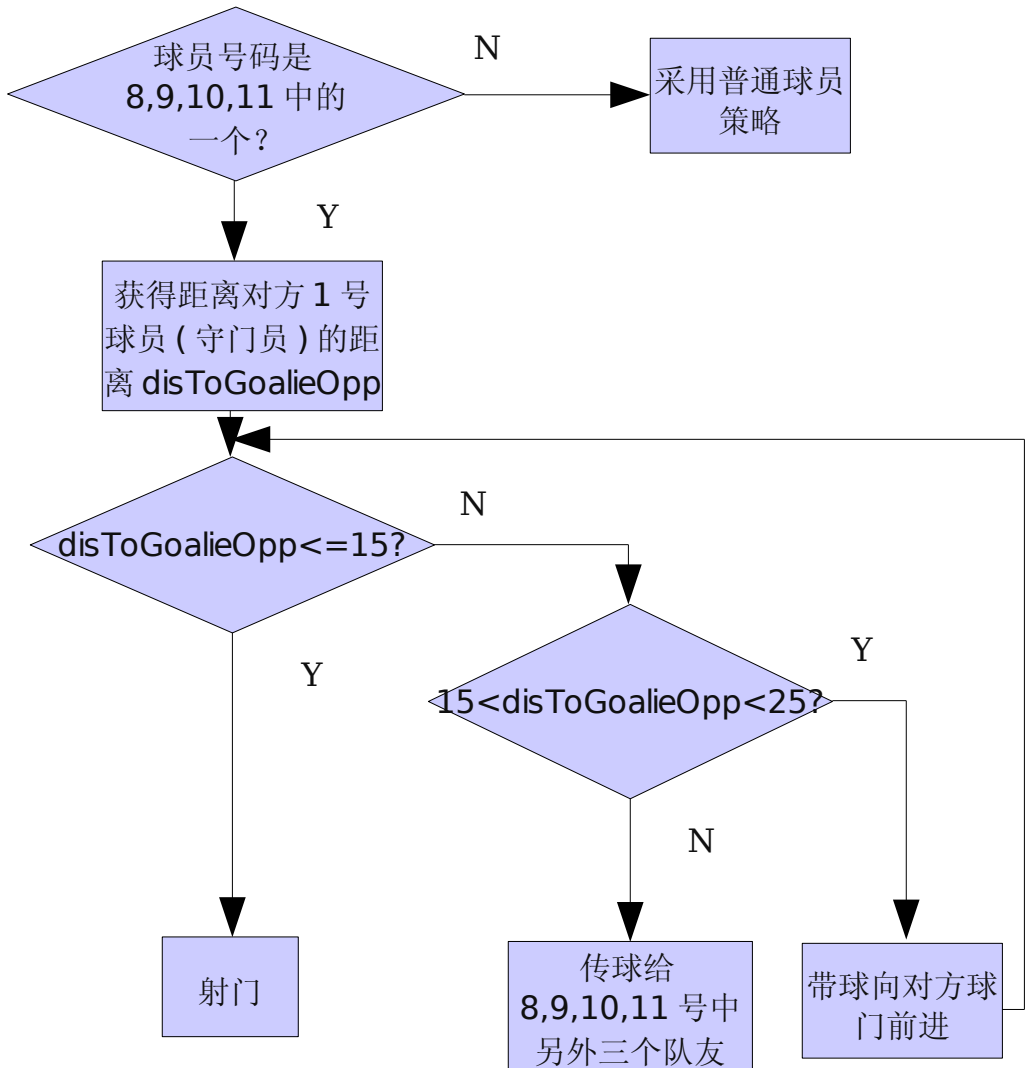 球员号码是
8,9,10,11 中的
一个？
N
采用普通球员
策略
Y
获得距离对方 1 号
球员 ( 守门员 ) 的距
离 disToGoalieOpp
disToGoalieOpp<=15?
N
Y
15<disToGoalieOpp<25?
Y
N
射门
传球给
8,9,10,11 号中
另外三个队友
带球向对方球
门前进